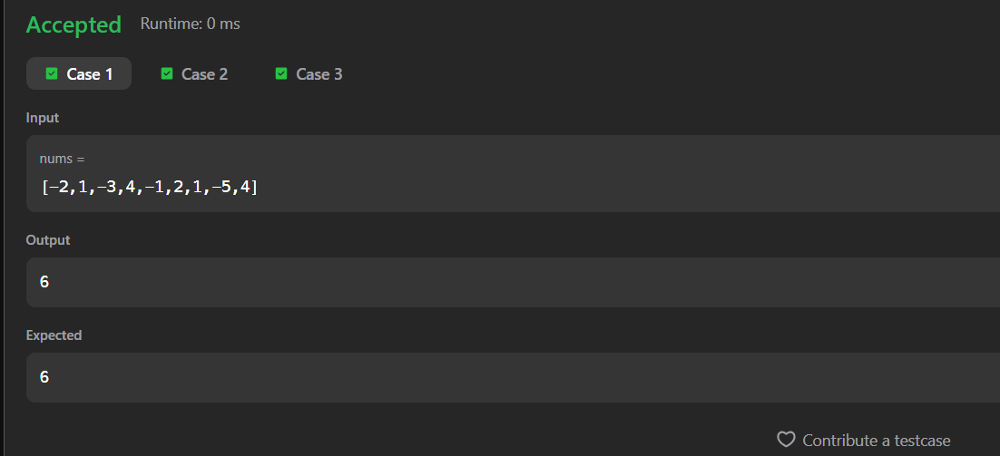 Accepted Runtime: 0 ms
Case 1 Case 2 Case 3
Input
nums =
[-2,1,-3,4,-1,2,1,-5,4]
Output
6
Expected
6
Contribute a testcase